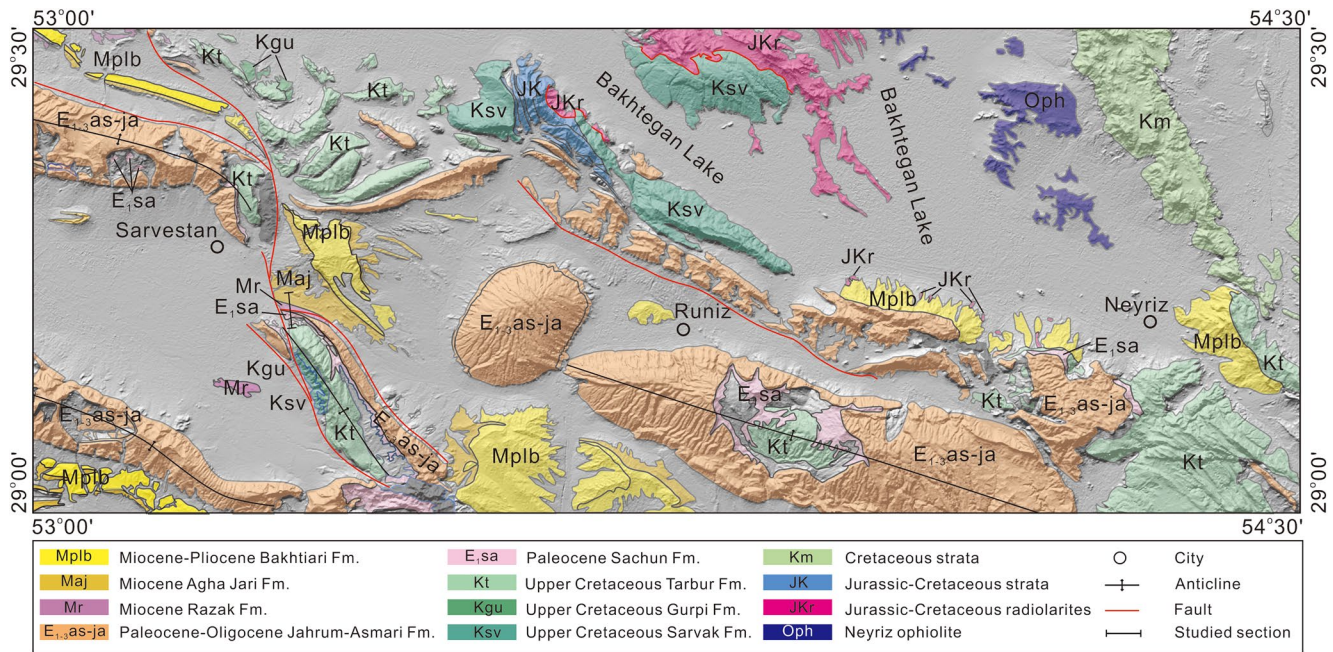 53°00'
54°30'
29°30'
29°30'
Mplb
Kt
Kgu
JKr
Kt
Ksv
JK
JKr
Ksv
Bakhtegan Lake
Bakhtegan Lake
Oph
Km
E₁₋₃as-ja
Kt
Kt
E₁sa
Ksv
Sarvestan
Mplb
Maj
Mr
E₁sa
JKr
JKr
Mplb
Runiz
Neyriz
E₁₋₃as-ja
Mplb
E₁sa
Kt
Kgu
Mr
Ksv
Kt
E₁₋₃as-ja
E₁sa
Kt
E₁₋₃as-ja
Kt
E₁₋₃as-ja
Kt
E₁₋₃as-ja
Mplb
Mplb
29°00'
29°00'
53°00'
54°30'
Mplb Miocene-Pliocene Bakhtiari Fm.
Maj Miocene Agha Jari Fm.
Mr Miocene Razak Fm.
E₁₋₃as-ja Paleocene-Oligocene Jahrum-Asmari Fm.
E₁sa Paleocene Sachun Fm.
Kt Upper Cretaceous Tarbur Fm.
Kgu Upper Cretaceous Gurpi Fm.
Ksv Upper Cretaceous Sarvak Fm.
Km Cretaceous strata
JK Jurassic-Cretaceous strata
JKr Jurassic-Cretaceous radiolarites
Oph Neyriz ophiolite
City
Anticline
Fault
Studied section